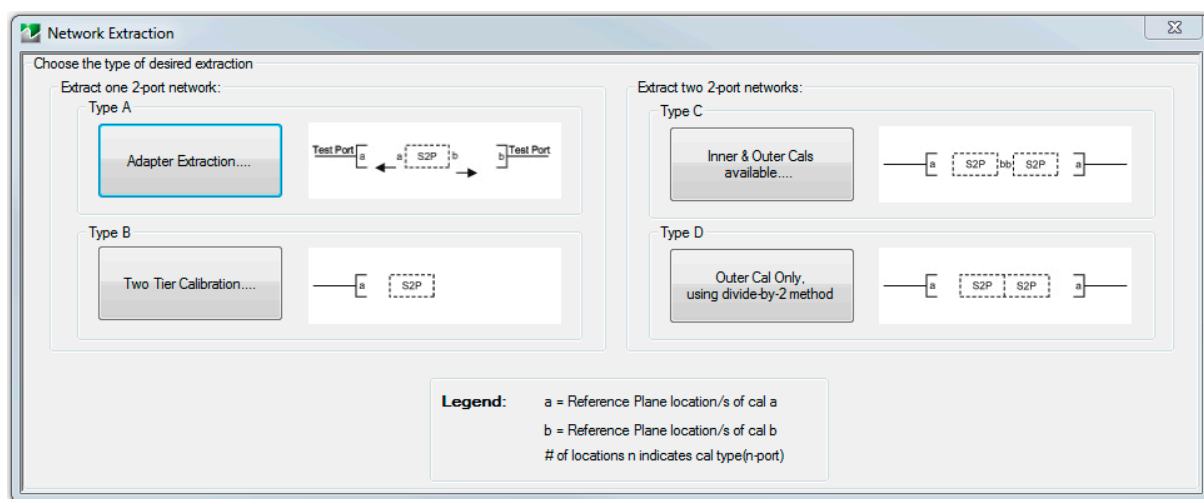 Network Extraction
Choose the type of desired extraction
Extract one 2-port network:
Type A
Adapter Extraction....
Test Port a a S2P b b Test Port
Type B
Two Tier Calibration....
a S2P
Extract two 2-port networks:
Type C
Inner & Outer Cals
available....
a S2P bb S2P a
Type D
Outer Cal Only,
using divide-by-2 method
a S2P S2P a
Legend: a = Reference Plane location/s of cal a
b = Reference Plane location/s of cal b
# of locations n indicates cal type(n-port)